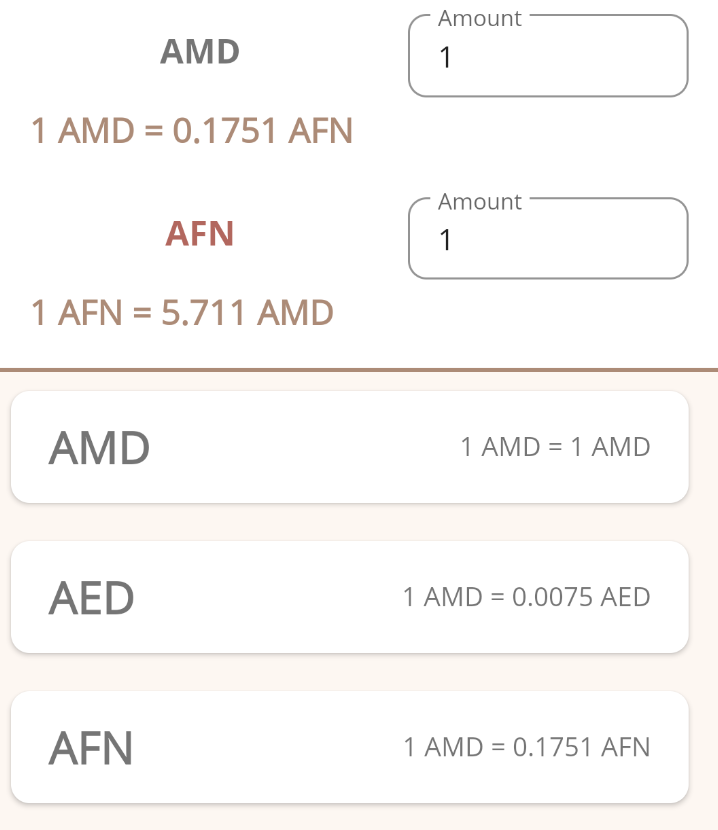 Amount
AMD
1
1 AMD = 0.1751 AFN
Amount
AFN
1
1 AFN = 5.711 AMD
AMD
1 AMD = 1 AMD
AED
1 AMD = 0.0075 AED
AFN
1 AMD = 0.1751 AFN